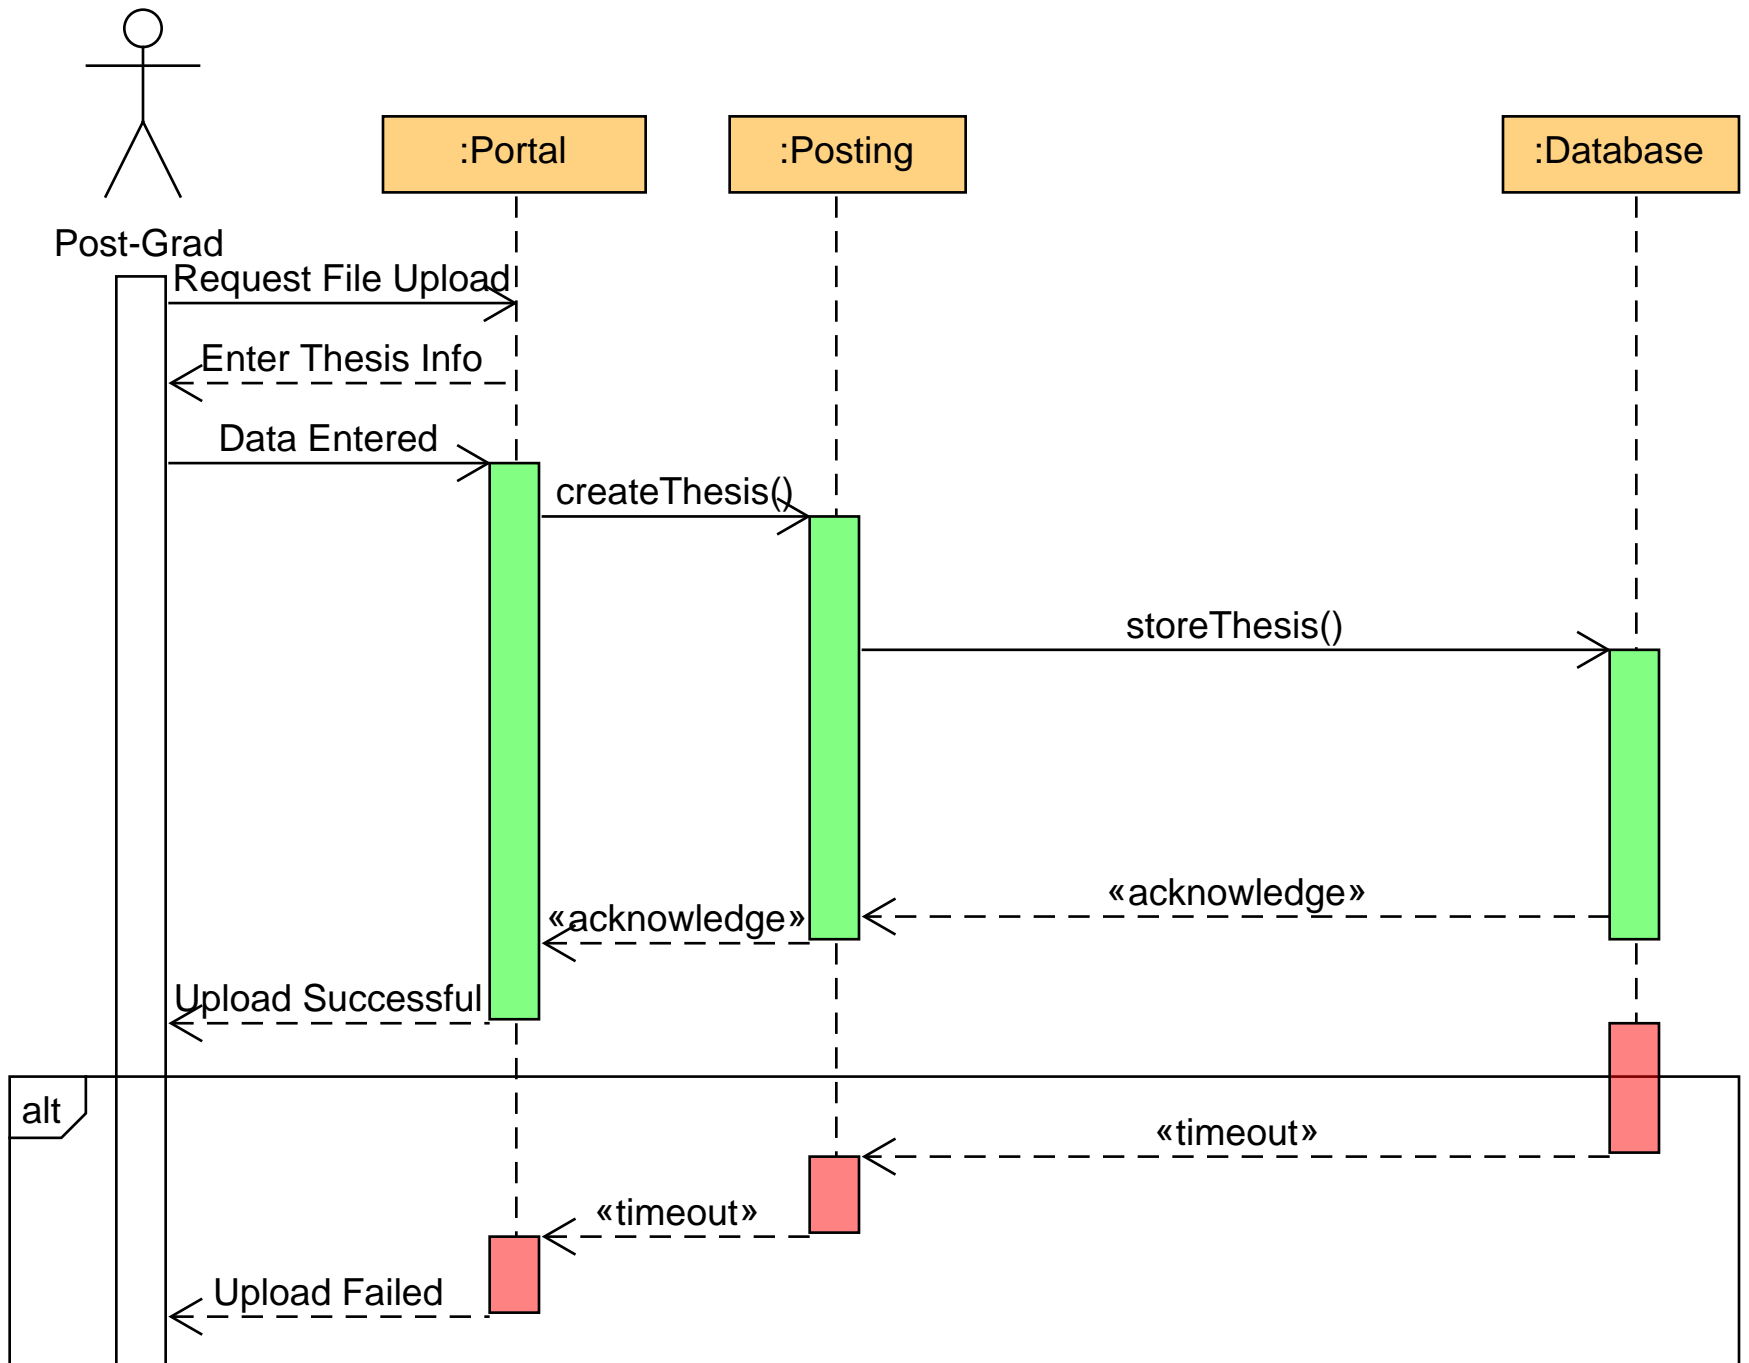 :Portal
:Posting
:Database
Post-Grad
Request File Upload
Enter Thesis Info
Data Entered
createThesis()
storeThesis()
«acknowledge»
«acknowledge»
Upload Successful
alt
«timeout»
«timeout»
Upload Failed